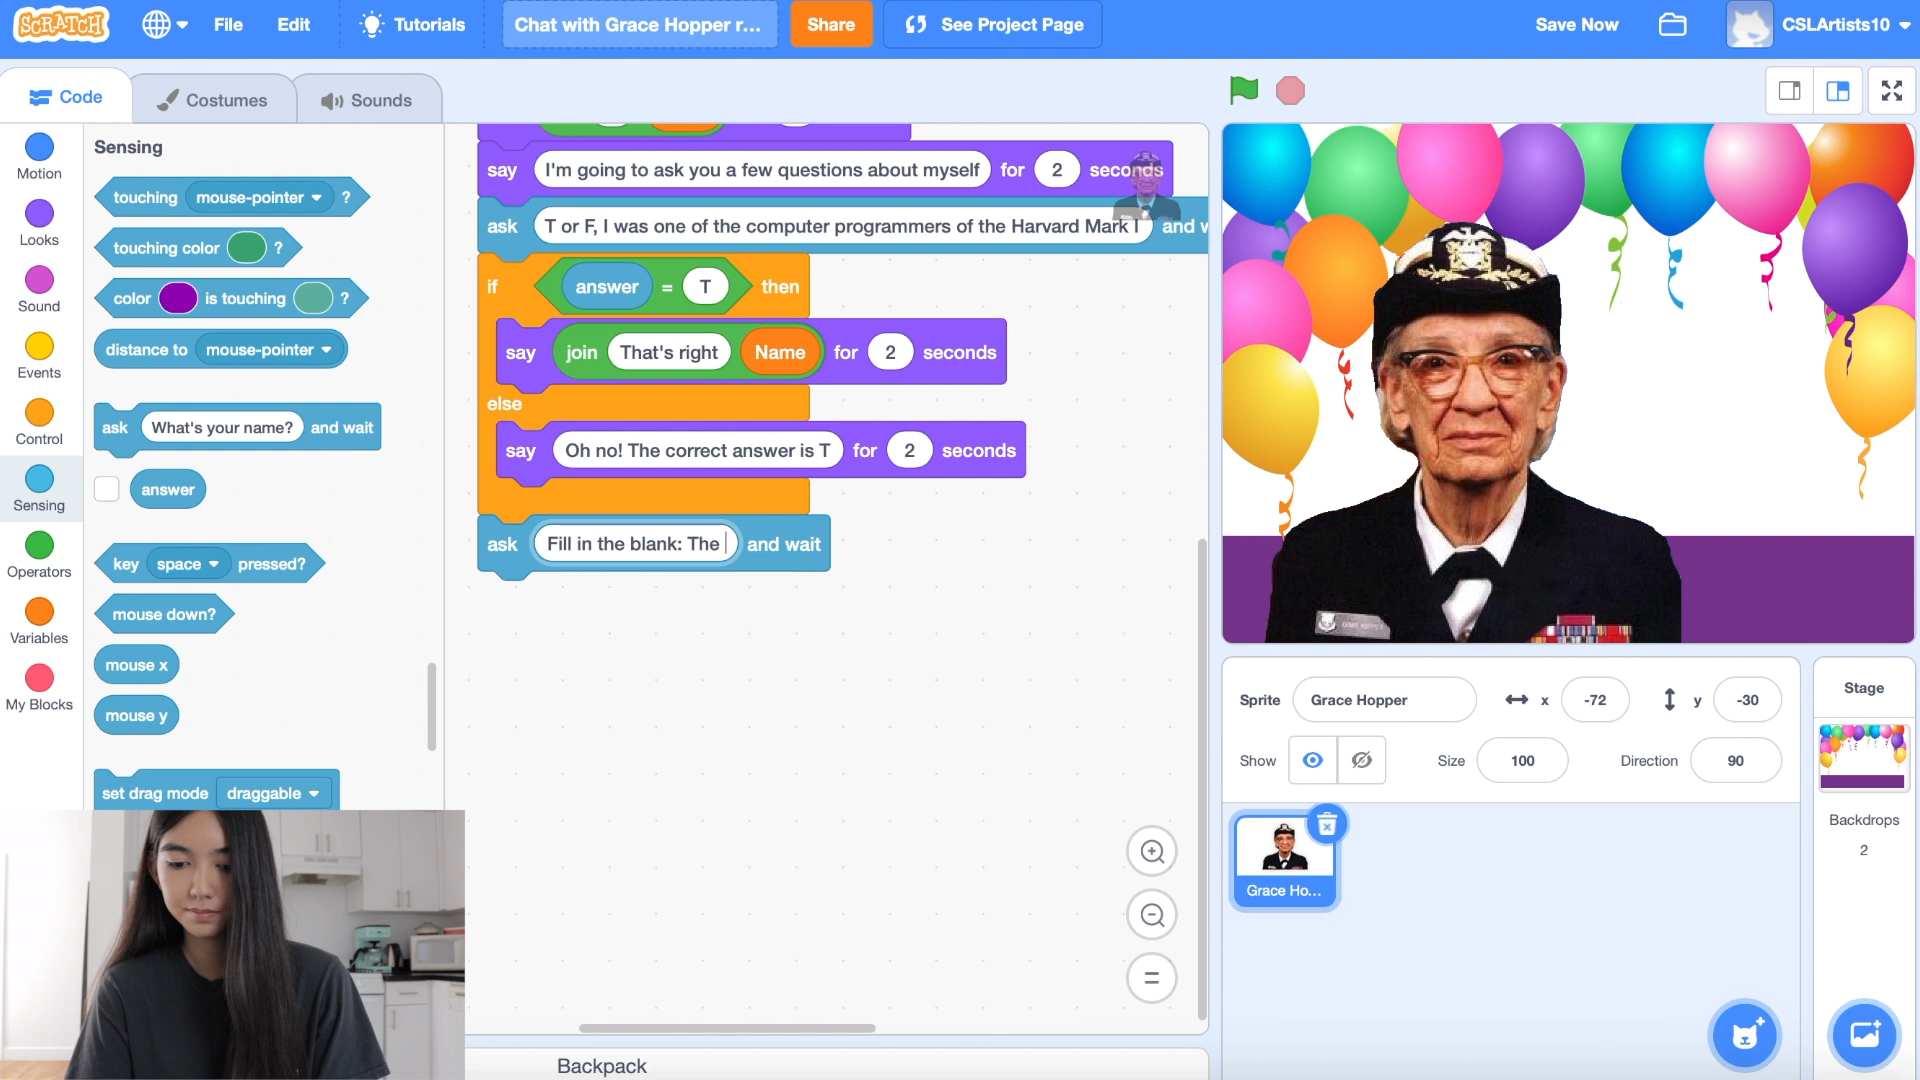 SCRATCH
File
Edit
Tutorials
Chat with Grace Hopper r...
Share
See Project Page
Save Now
CSLArtists10
Code
Costumes
Sounds
Motion
Looks
Sound
Events
Control
Sensing
Operators
Variables
My Blocks
Sensing
touching mouse-pointer ?
touching color ?
color is touching ?
distance to mouse-pointer
ask What's your name? and wait
answer
key space pressed?
mouse down?
mouse x
mouse y
set drag mode draggable
say I'm going to ask you a few questions about myself for 2 seconds
ask T or F, I was one of the computer programmers of the Harvard Mark I and w
if answer = T then
say join That's right Name for 2 seconds
else
say Oh no! The correct answer is T for 2 seconds
ask Fill in the blank: The and wait
Backpack
Sprite Grace Hopper x -72 y -30
Show Size 100 Direction 90
Grace Ho...
Stage
Backdrops
2